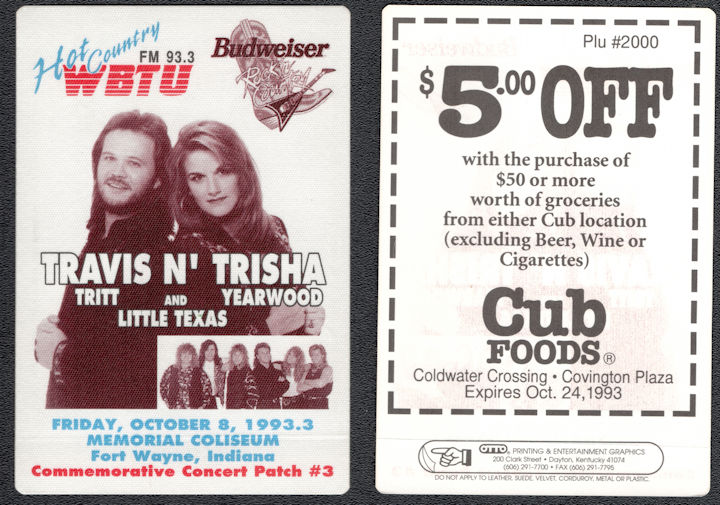 Hot Country
FM 93.3
WBTU
Budweiser
Rock n' Country
TRAVIS N' TRISHA
TRITT AND YEARWOOD
LITTLE TEXAS
FRIDAY, OCTOBER 8, 1993.3
MEMORIAL COLISEUM
Fort Wayne, Indiana
Commemorative Concert Patch #3
Plu #2000
$5.00 OFF
with the purchase of
$50 or more
worth of groceries
from either Cub location
(excluding Beer, Wine or
Cigarettes)
Cub
FOODS®
Coldwater Crossing • Covington Plaza
Expires Oct. 24,1993
OTTO PRINTING & ENTERTAINMENT GRAPHICS
200 Clark Street • Dayton, Kentucky 41074
(606) 291-7700 • FAX (606) 291-7795
DO NOT APPLY TO LEATHER, SUEDE, VELVET, CORDUROY, METAL OR PLASTIC.